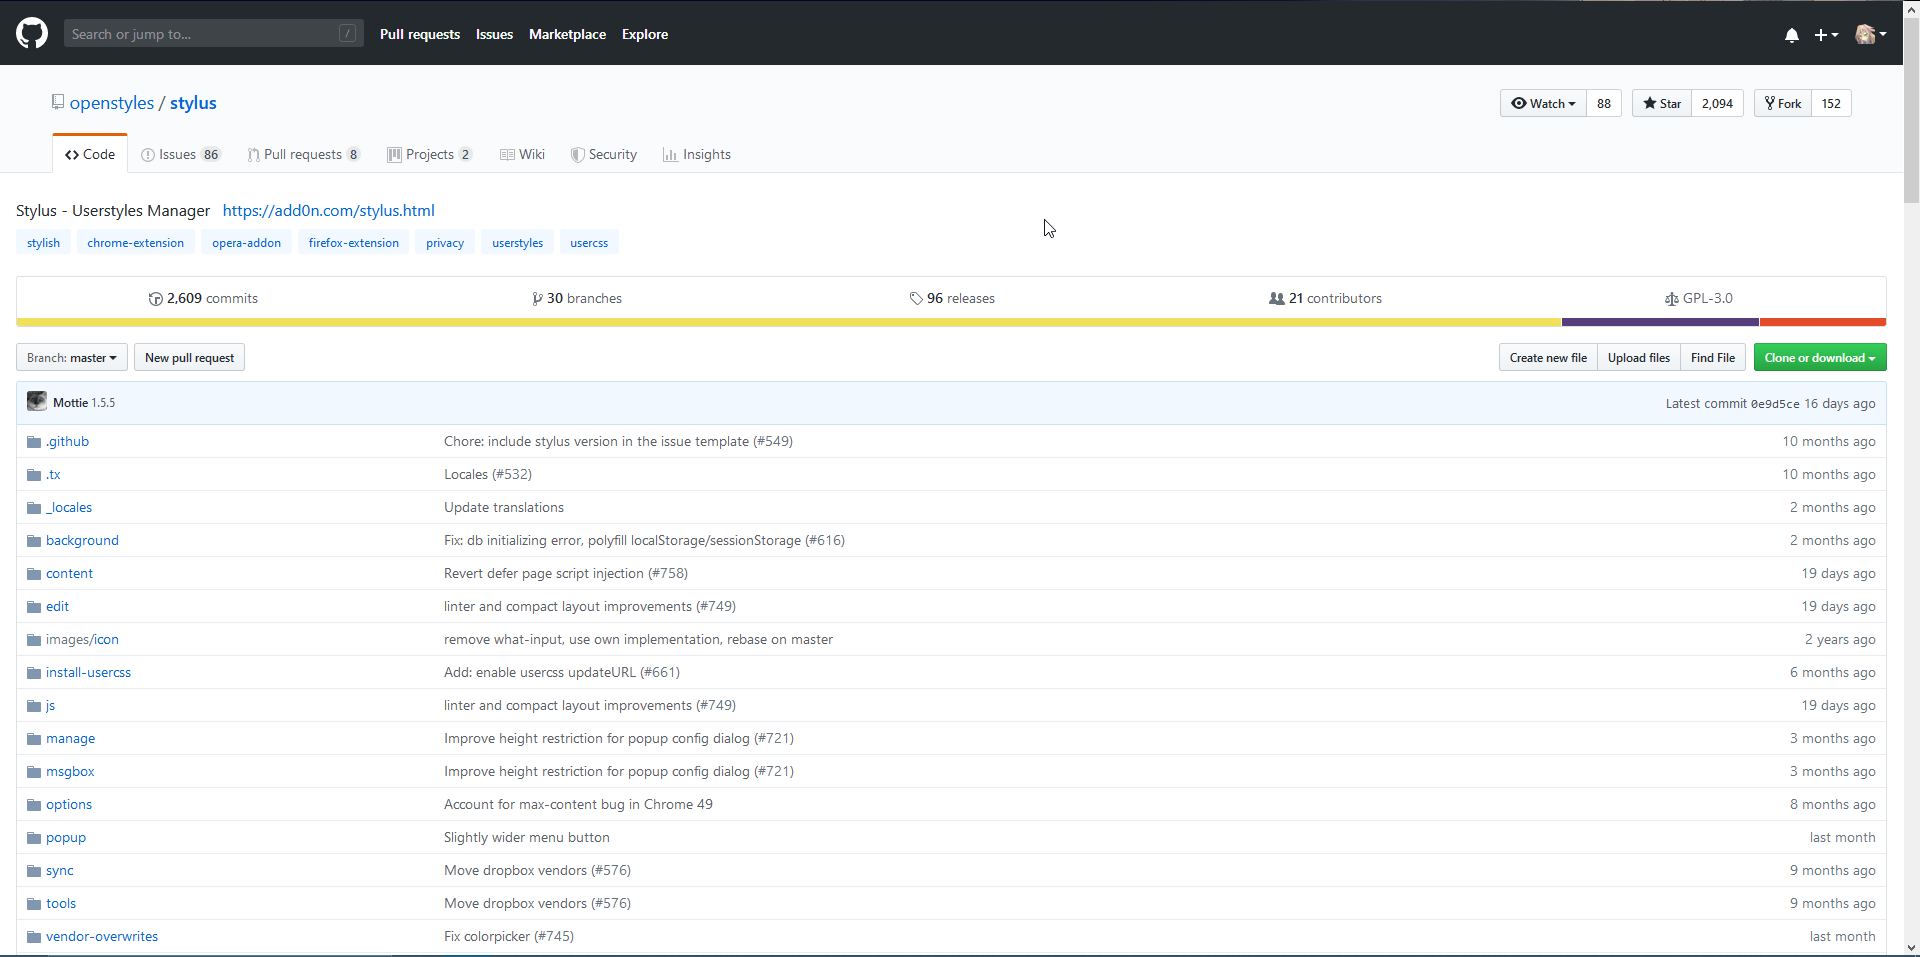 Search or jump to... /
Pull requests Issues Marketplace Explore
openstyles / stylus
Watch 88 Star 2,094 Fork 152
Code Issues 86 Pull requests 8 Projects 2 Wiki Security Insights
Stylus - Userstyles Manager https://add0n.com/stylus.html
stylish chrome-extension opera-addon firefox-extension privacy userstyles usercss
2,609 commits 30 branches 96 releases 21 contributors GPL-3.0
Branch: master New pull request Create new file Upload files Find File Clone or download
Mottie 1.5.5 Latest commit 0e9d5ce 16 days ago
.github Chore: include stylus version in the issue template (#549) 10 months ago
.tx Locales (#532) 10 months ago
_locales Update translations 2 months ago
background Fix: db initializing error, polyfill localStorage/sessionStorage (#616) 2 months ago
content Revert defer page script injection (#758) 19 days ago
edit linter and compact layout improvements (#749) 19 days ago
images/icon remove what-input, use own implementation, rebase on master 2 years ago
install-usercss Add: enable usercss updateURL (#661) 6 months ago
js linter and compact layout improvements (#749) 19 days ago
manage Improve height restriction for popup config dialog (#721) 3 months ago
msgbox Improve height restriction for popup config dialog (#721) 3 months ago
options Account for max-content bug in Chrome 49 8 months ago
popup Slightly wider menu button last month
sync Move dropbox vendors (#576) 9 months ago
tools Move dropbox vendors (#576) 9 months ago
vendor-overwrites Fix colorpicker (#745) last month